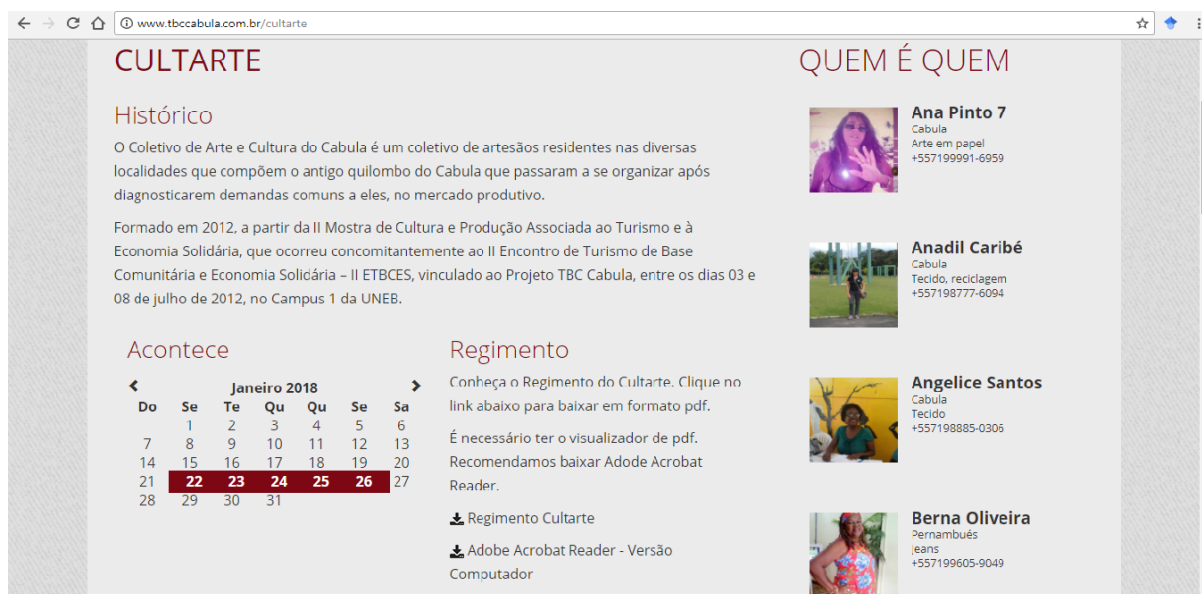 www.tbccabula.com.br/cultarte
CULTARTE
Histórico
O Coletivo de Arte e Cultura do Cabula é um coletivo de artesãos residentes nas diversas
localidades que compõem o antigo quilombo do Cabula que passaram a se organizar após
diagnosticarem demandas comuns a eles, no mercado produtivo.
Formado em 2012, a partir da II Mostra de Cultura e Produção Associada ao Turismo e à
Economia Solidária, que ocorreu concomitantemente ao II Encontro de Turismo de Base
Comunitária e Economia Solidária – II ETBCES, vinculado ao Projeto TBC Cabula, entre os dias 03 e
08 de julho de 2012, no Campus 1 da UNEB.
Acontece
Janeiro 2018
Do Se Te Qu Qu Se Sa
1 2 3 4 5 6
7 8 9 10 11 12 13
14 15 16 17 18 19 20
21 22 23 24 25 26 27
28 29 30 31
Regimento
Conheça o Regimento do Cultarte. Clique no
link abaixo para baixar em formato pdf.
É necessário ter o visualizador de pdf.
Recomendamos baixar Adode Acrobat
Reader.
Regimento Cultarte
Adobe Acrobat Reader - Versão
Computador
QUEM É QUEM
Ana Pinto 7
Cabula
Arte em papel
+557199991-6959
Anadil Caribé
Cabula
Tecido, reciclagem
+557198777-6094
Angelice Santos
Cabula
Tecido
+557198885-0306
Berna Oliveira
Pernambués
Jeans
+557199605-9049